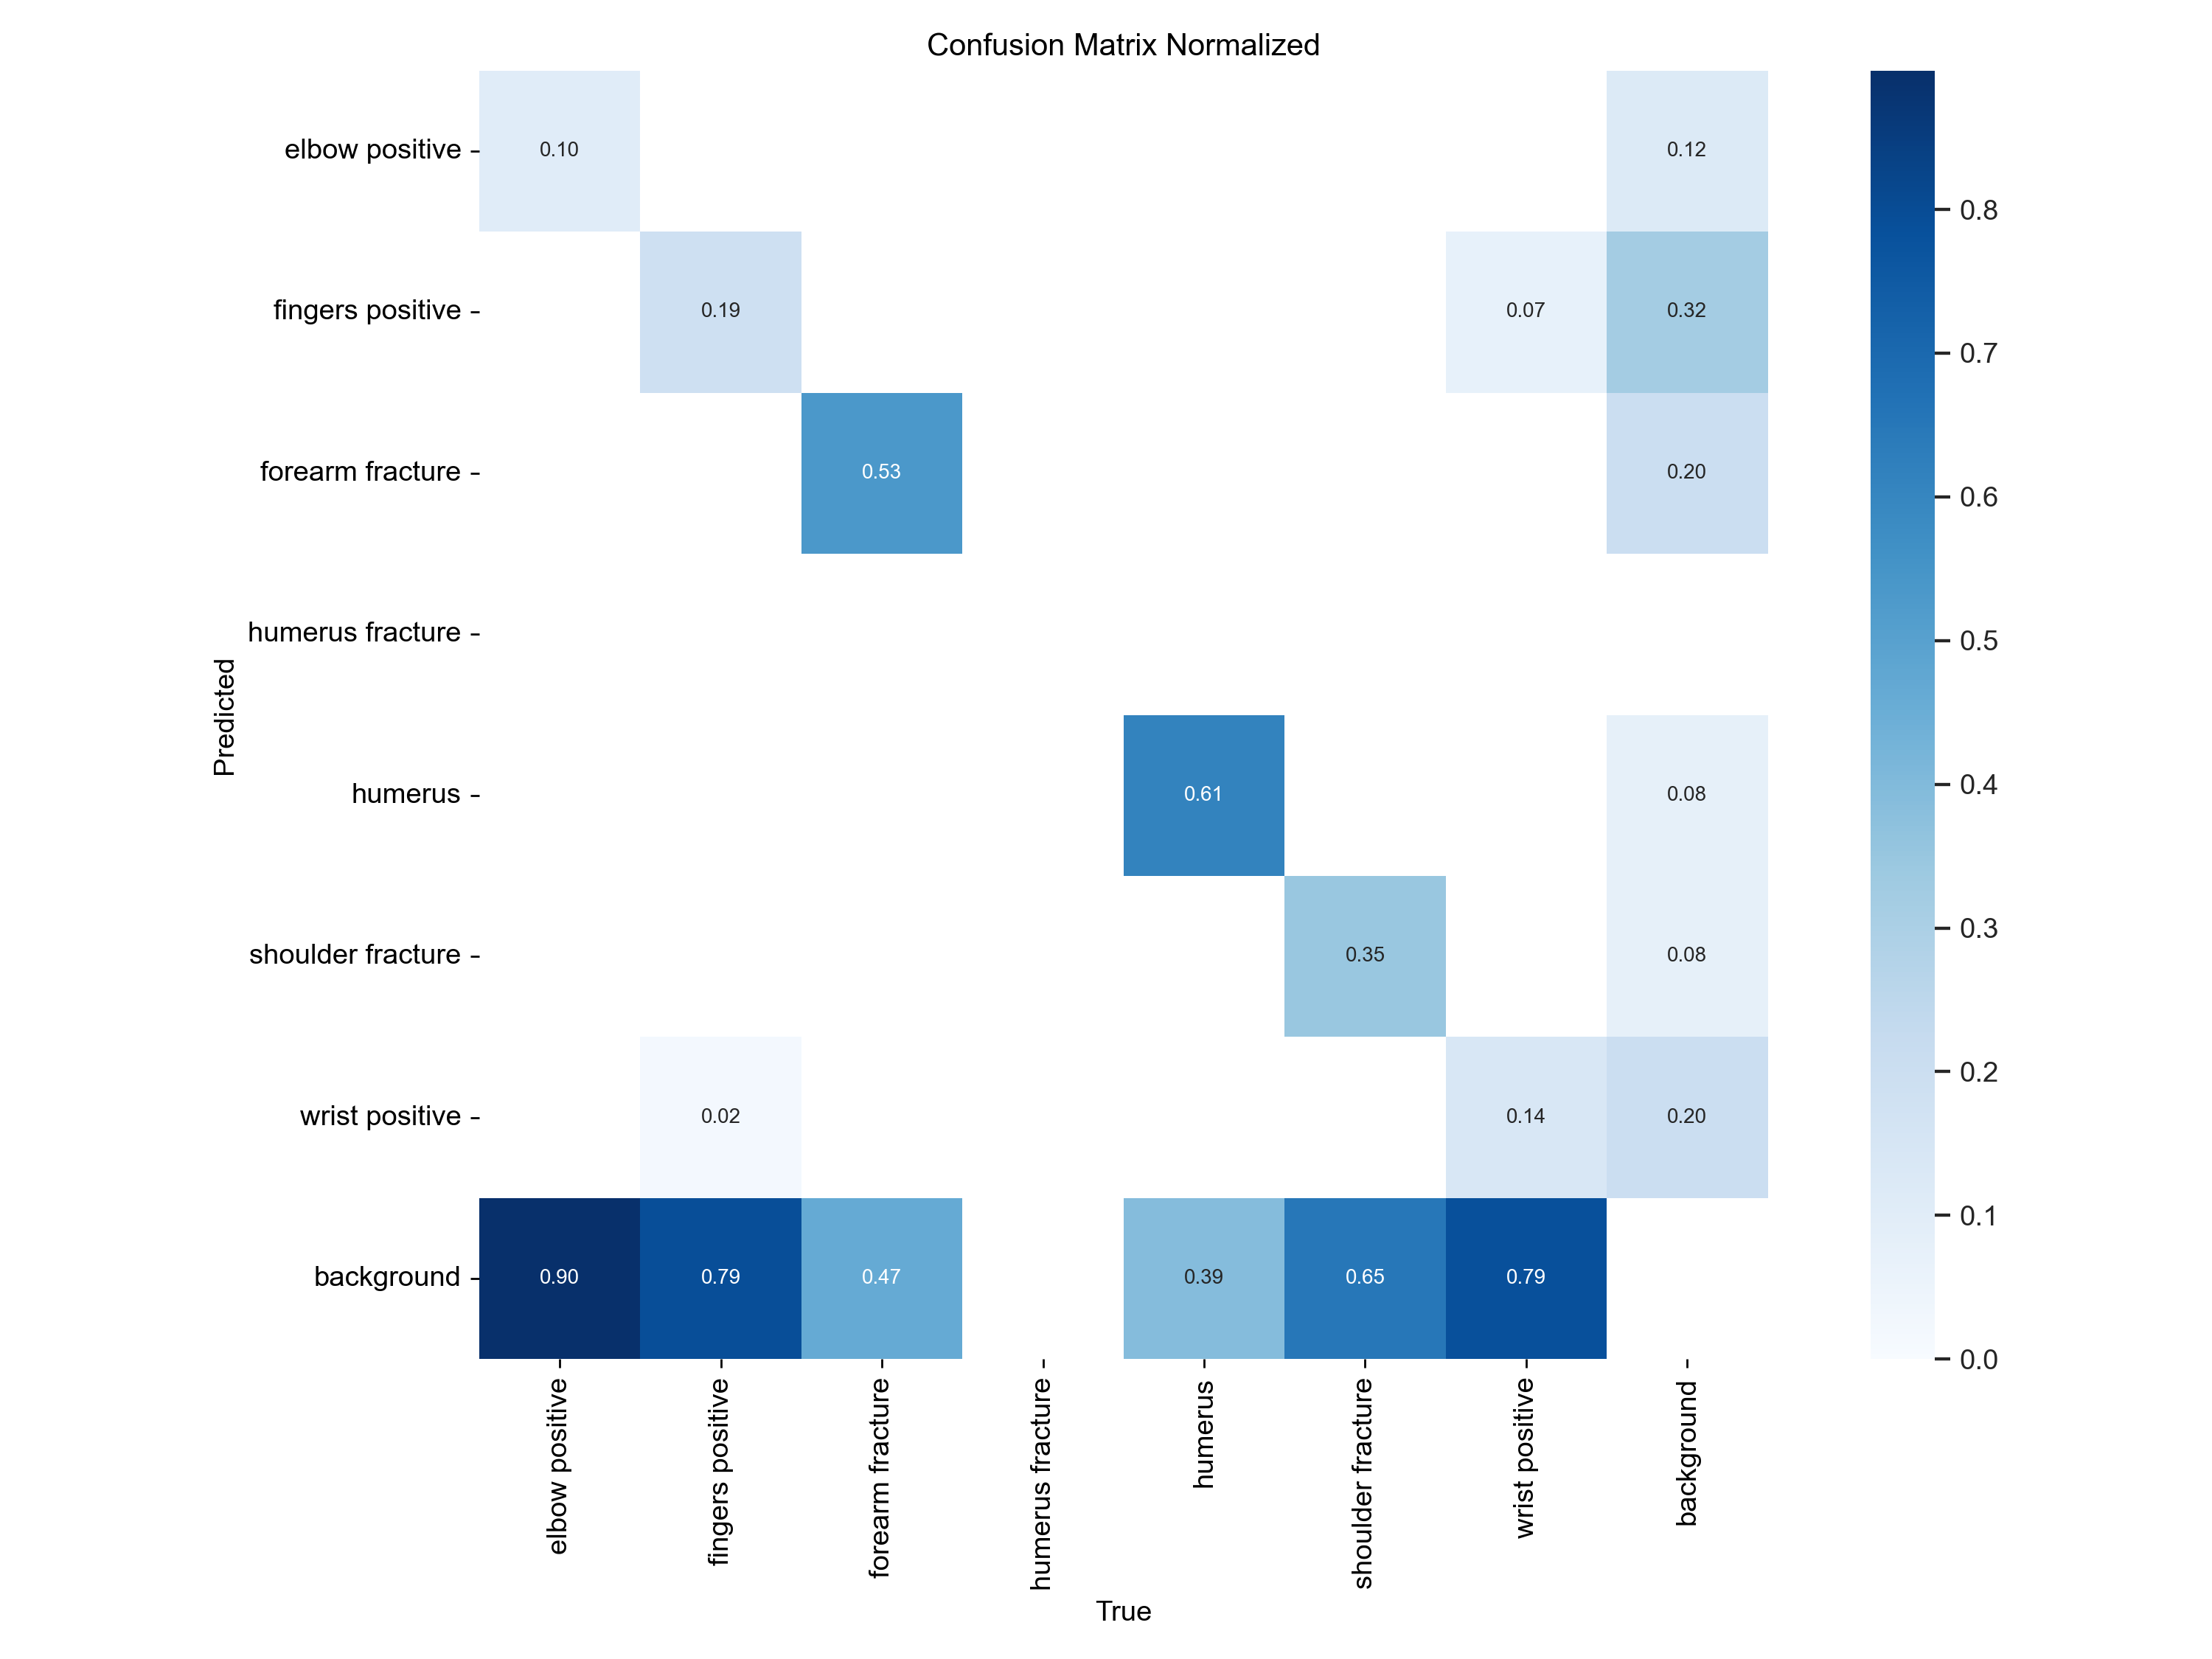 Confusion Matrix Normalized
elbow positive
0.10
0.12
fingers positive
0.19
0.07
0.32
forearm fracture
0.53
0.20
humerus fracture
humerus
0.61
0.08
shoulder fracture
0.35
0.08
wrist positive
0.02
0.14
0.20
background
0.90
0.79
0.47
0.39
0.65
0.79
Predicted
elbow positive
fingers positive
forearm fracture
humerus fracture
humerus
shoulder fracture
wrist positive
background
True
0.8
0.7
0.6
0.5
0.4
0.3
0.2
0.1
0.0